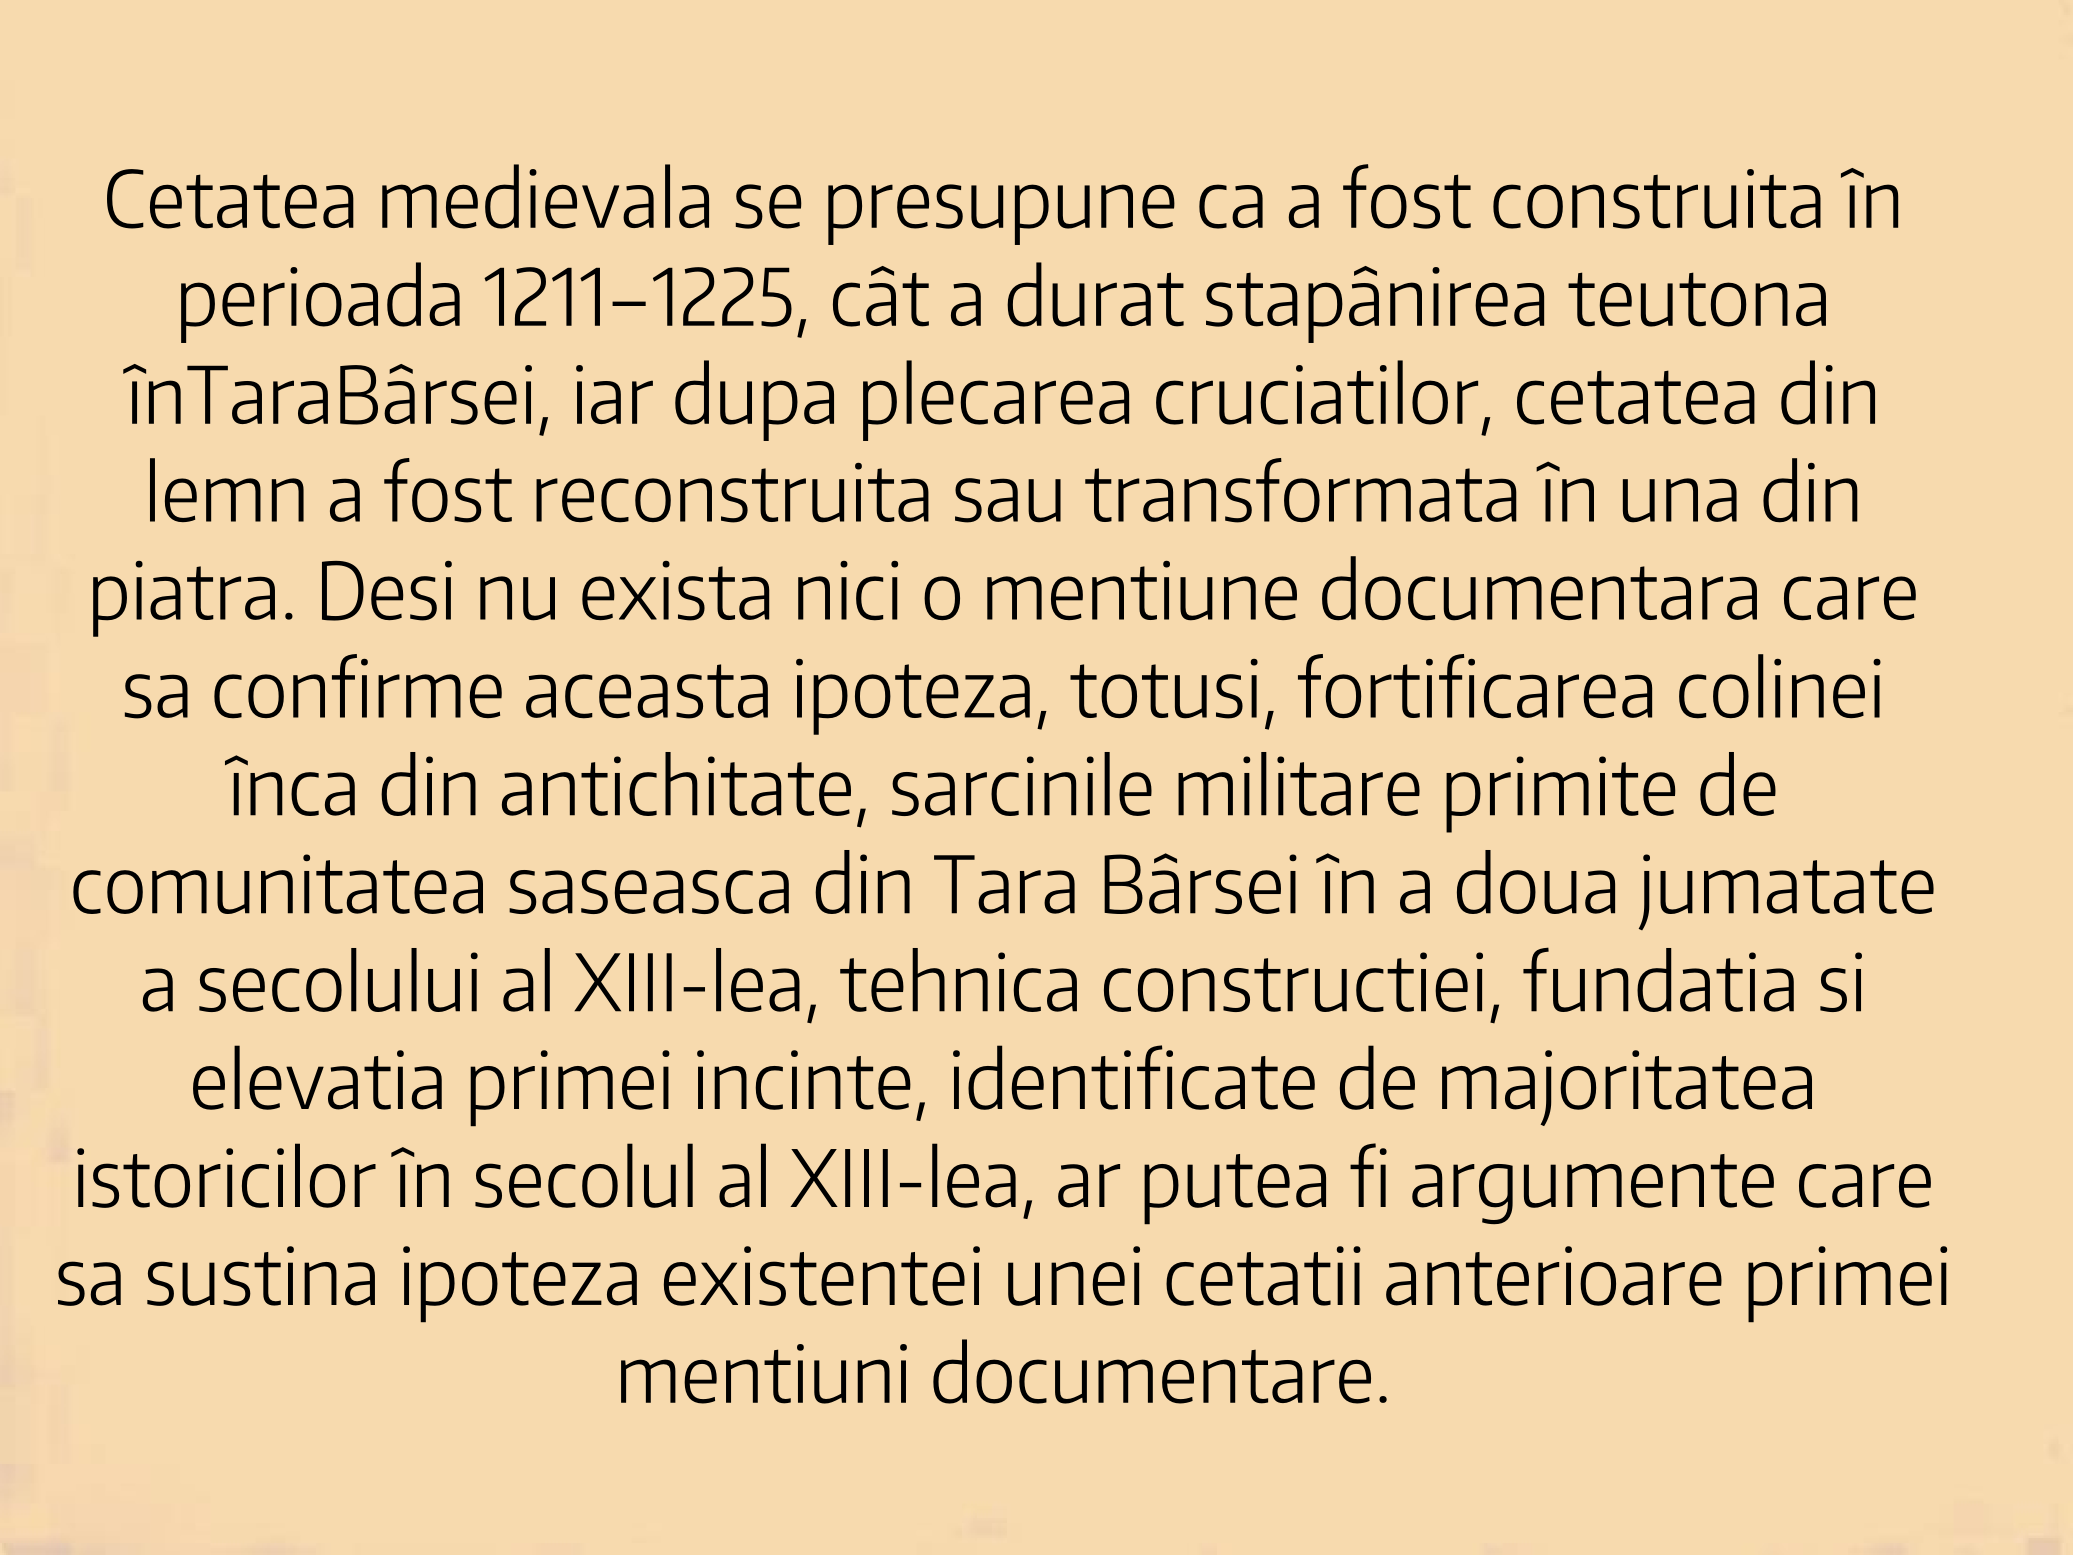 Cetatea medievala se presupune ca a fost construita în
perioada 1211–1225, cât a durat stapânirea teutona
înTaraBârsei, iar dupa plecarea cruciatilor, cetatea din
lemn a fost reconstruita sau transformata în una din
piatra. Desi nu exista nici o mentiune documentara care
sa confirme aceasta ipoteza, totusi, fortificarea colinei
înca din antichitate, sarcinile militare primite de
comunitatea saseasca din Tara Bârsei în a doua jumatate
a secolului al XIII-lea, tehnica constructiei, fundatia si
elevatia primei incinte, identificate de majoritatea
istoricilor în secolul al XIII-lea, ar putea fi argumente care
sa sustina ipoteza existentei unei cetatii anterioare primei
mentiuni documentare.